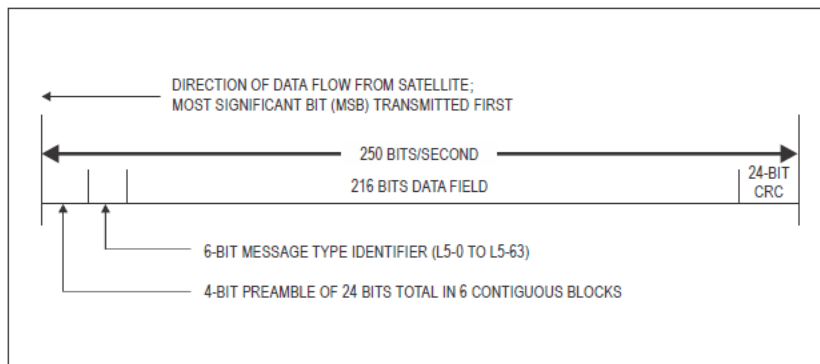 DIRECTION OF DATA FLOW FROM SATELLITE;
MOST SIGNIFICANT BIT (MSB) TRANSMITTED FIRST
250 BITS/SECOND
216 BITS DATA FIELD
24-BIT
CRC
6-BIT MESSAGE TYPE IDENTIFIER (L5-0 TO L5-63)
4-BIT PREAMBLE OF 24 BITS TOTAL IN 6 CONTIGUOUS BLOCKS